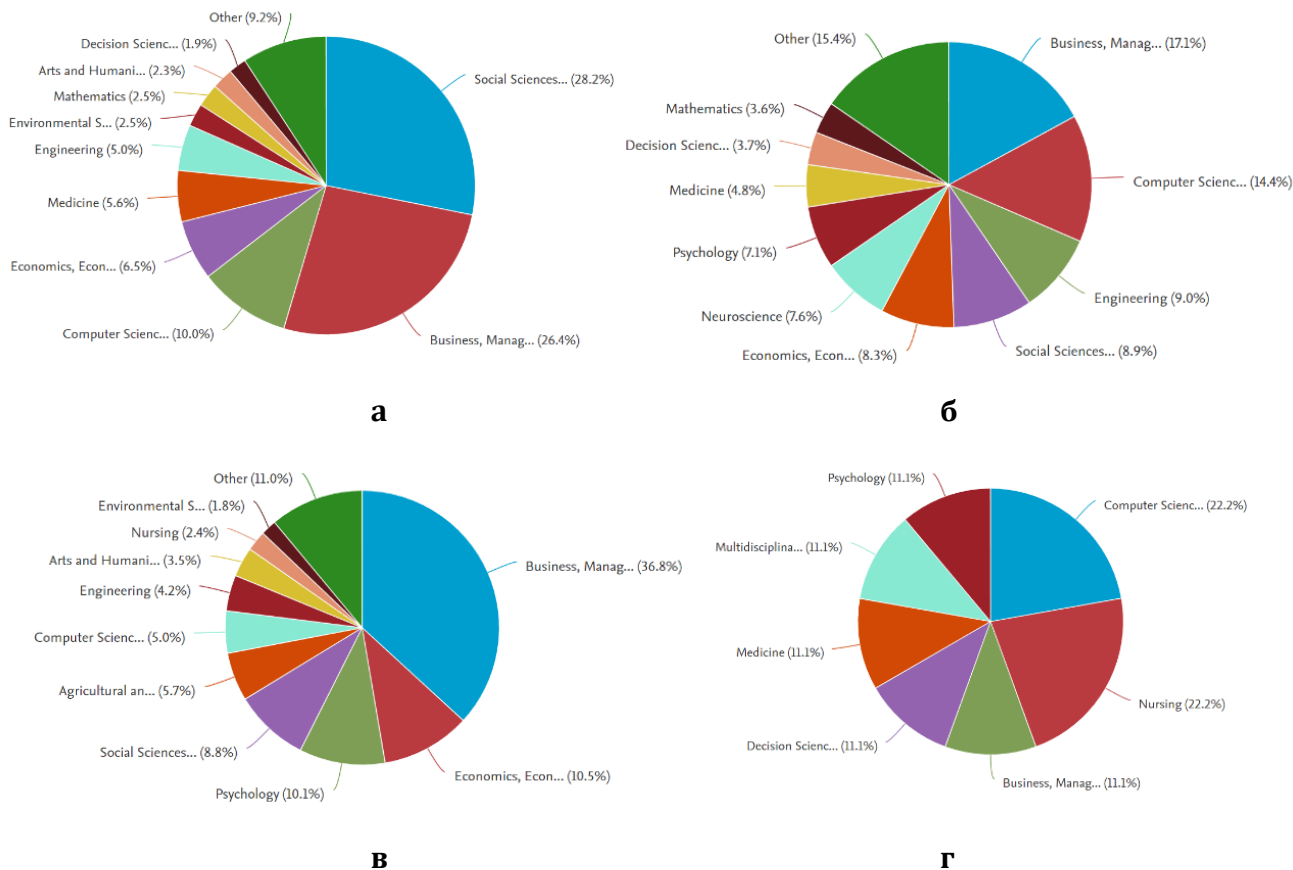 Other (9.2%)
Decision Scienc... (1.9%)
Arts and Humani... (2.3%)
Mathematics (2.5%)
Environmental S... (2.5%)
Engineering (5.0%)
Medicine (5.6%)
Economics, Econ... (6.5%)
Computer Scienc... (10.0%)
Social Sciences... (28.2%)
Business, Manag... (26.4%)
а
Other (15.4%)
Mathematics (3.6%)
Decision Scienc... (3.7%)
Medicine (4.8%)
Psychology (7.1%)
Neuroscience (7.6%)
Economics, Econ... (8.3%)
Business, Manag... (17.1%)
Computer Scienc... (14.4%)
Engineering (9.0%)
Social Sciences... (8.9%)
б
Other (11.0%)
Environmental S... (1.8%)
Nursing (2.4%)
Arts and Humani... (3.5%)
Engineering (4.2%)
Computer Scienc... (5.0%)
Agricultural an... (5.7%)
Social Sciences... (8.8%)
Psychology (10.1%)
Business, Manag... (36.8%)
Economics, Econ... (10.5%)
в
Psychology (11.1%)
Multidisciplina... (11.1%)
Medicine (11.1%)
Decision Scienc... (11.1%)
Computer Scienc... (22.2%)
Nursing (22.2%)
Business, Manag... (11.1%)
г